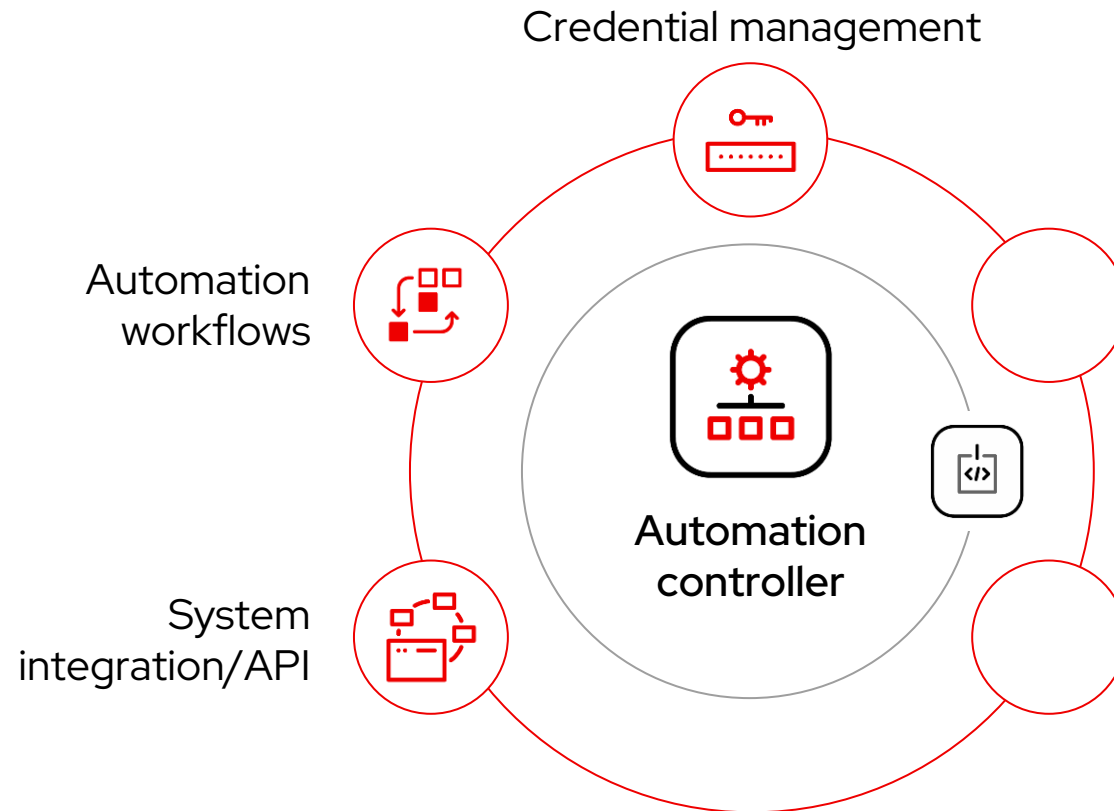 Credential management
Automation
workflows
</>
Automation
controller
System
integration/API